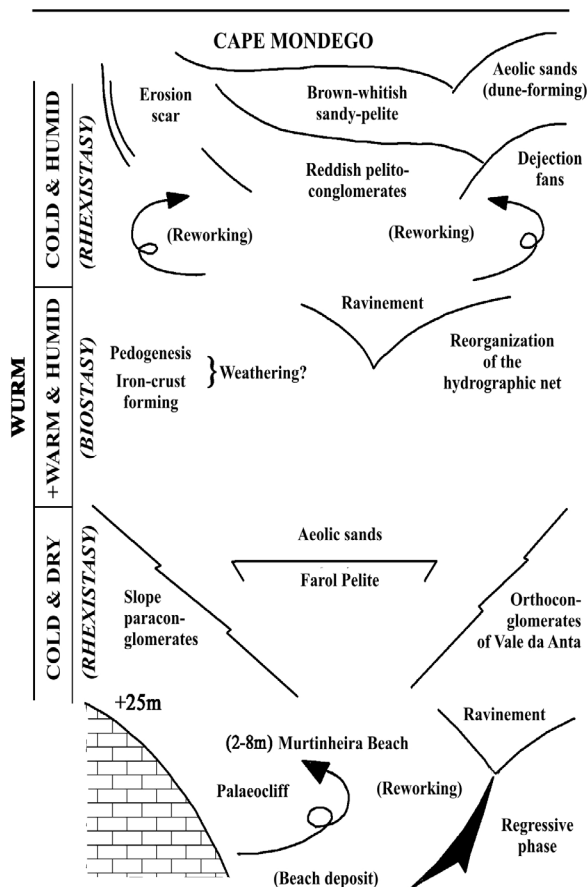 CAPE MONDEGO
Erosion
scar
Brown-whitish
sandy-pelite
Aeolic sands
(dune-forming)
Reddish pelito-
conglomerates
Dejection
fans
(Reworking)
(Reworking)
COLD & HUMID
(RHEXISTASY)
Ravinement
Pedogenesis
Iron-crust
forming
} Weathering?
Reorganization
of the
hydrographic net
WURM
+WARM & HUMID
(BIOSTASY)
Aeolic sands
Farol Pelite
Slope
paracon-
glomerates
Orthocon-
glomerates
of Vale da Anta
COLD & DRY
(RHEXISTASY)
+25m
Ravinement
(2-8m) Murtinheira Beach
Palaeocliff
(Reworking)
Regressive
phase
(Beach deposit)